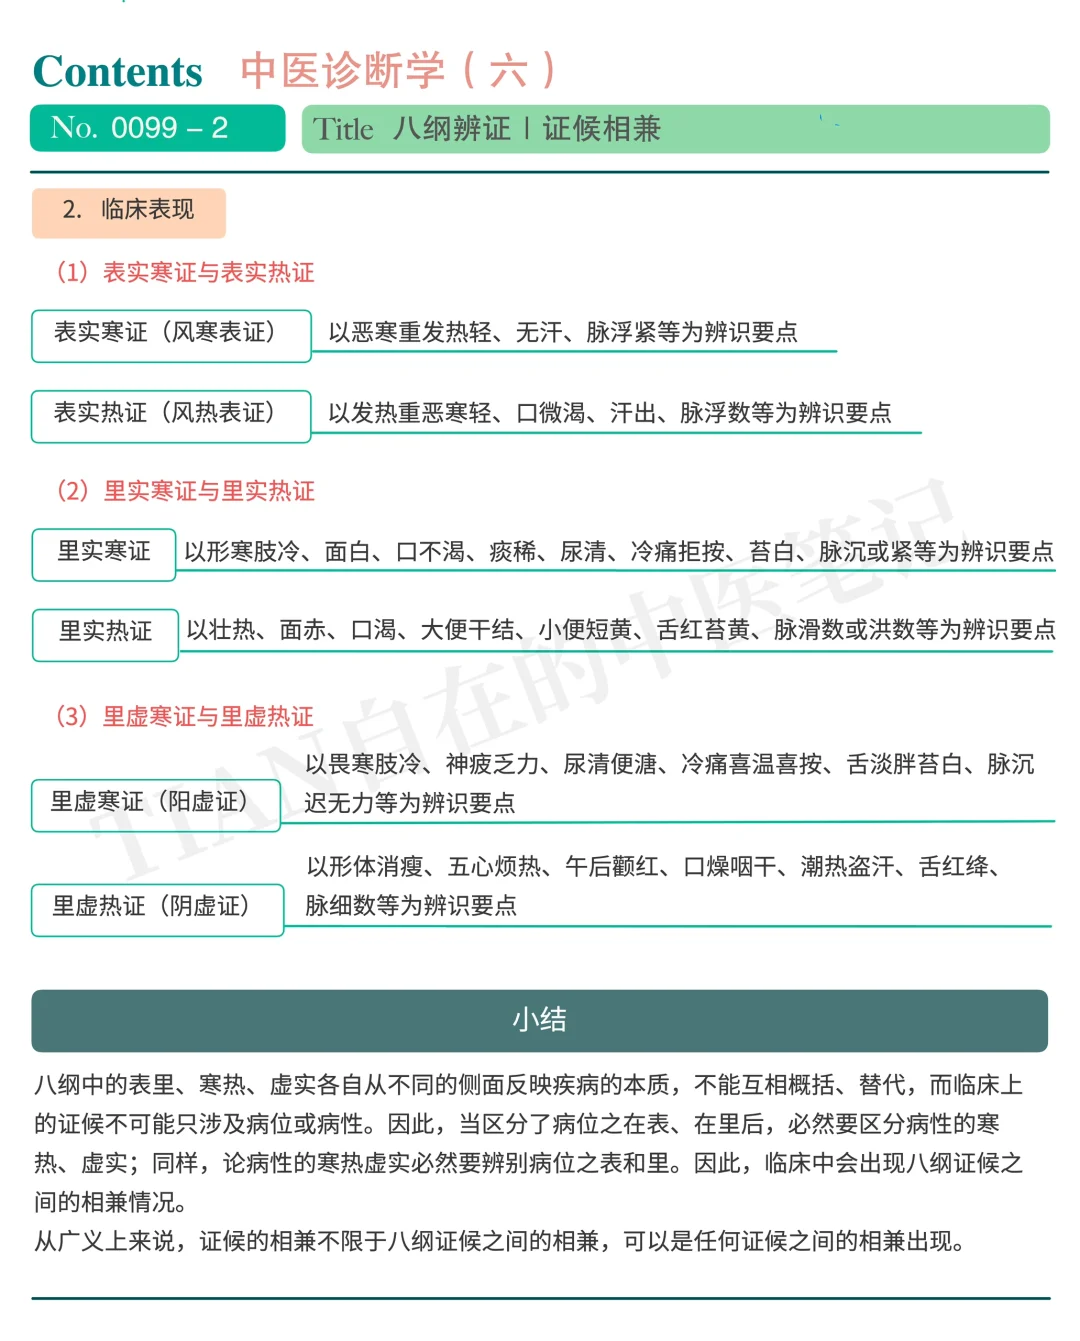 Contents 中医诊断学（六）
No. 0099 – 2 Title 八纲辨证 | 证候相兼
2. 临床表现
（1）表实寒证与表实热证
表实寒证（风寒表证） 以恶寒重发热轻、无汗、脉浮紧等为辨识要点
表实热证（风热表证） 以发热重恶寒轻、口微渴、汗出、脉浮数等为辨识要点
（2）里实寒证与里实热证
里实寒证 以形寒肢冷、面白、口不渴、痰稀、尿清、冷痛拒按、苔白、脉沉或紧等为辨识要点
里实热证 以壮热、面赤、口渴、大便干结、小便短黄、舌红苔黄、脉滑数或洪数等为辨识要点
（3）里虚寒证与里虚热证
里虚寒证（阳虚证） 以畏寒肢冷、神疲乏力、尿清便溏、冷痛喜温喜按、舌淡胖苔白、脉沉
迟无力等为辨识要点
里虚热证（阴虚证） 以形体消瘦、五心烦热、午后颧红、口燥咽干、潮热盗汗、舌红绛、
脉细数等为辨识要点
TIAN自在的中医笔记
小结
八纲中的表里、寒热、虚实各自从不同的侧面反映疾病的本质，不能互相概括、替代，而临床上
的证候不可能只涉及病位或病性。因此，当区分了病位之在表、在里后，必然要区分病性的寒
热、虚实；同样，论病性的寒热虚实必然要辨别病位之表和里。因此，临床中会出现八纲证候之
间的相兼情况。
从广义上来说，证候的相兼不限于八纲证候之间的相兼，可以是任何证候之间的相兼出现。